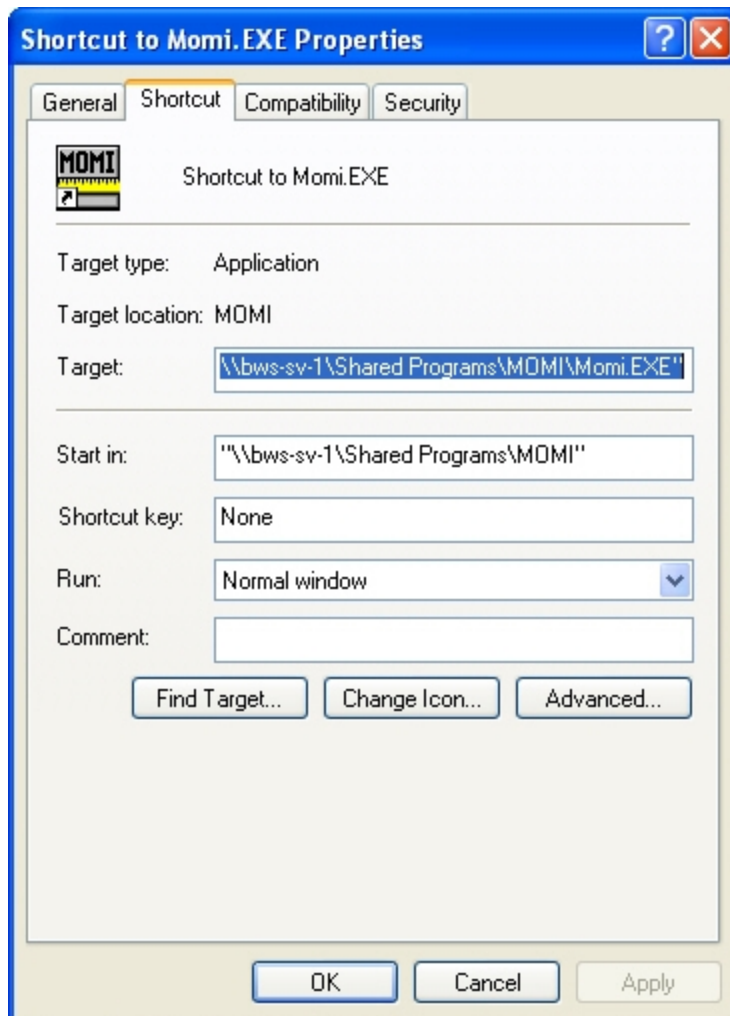 Shortcut to Momi.EXE Properties
General Shortcut Compatibility Security
MOMI
Shortcut to Momi.EXE
Target type: Application
Target location: MOMI
Target: \\bws-sv-1\Shared Programs\MOMI\Momi.EXE"
Start in: "\\bws-sv-1\Shared Programs\MOMI"
Shortcut key: None
Run: Normal window
Comment:
Find Target... Change Icon... Advanced...
OK Cancel Apply